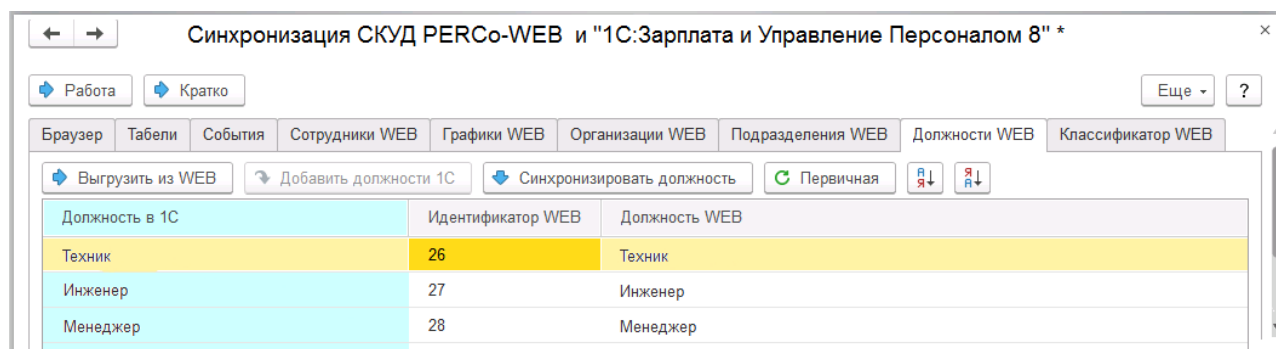 Синхронизация СКУД PERCo-WEB и "1С:Зарплата и Управление Персоналом 8" *
Работа Кратко Еще ?
Браузер Табели События Сотрудники WEB Графики WEB Организации WEB Подразделения WEB Должности WEB Классификатор WEB
Выгрузить из WEB Добавить должности 1С Синхронизировать должность Первичная А Я Я А
Должность в 1С Идентификатор WEB Должность WEB
Техник 26 Техник
Инженер 27 Инженер
Менеджер 28 Менеджер